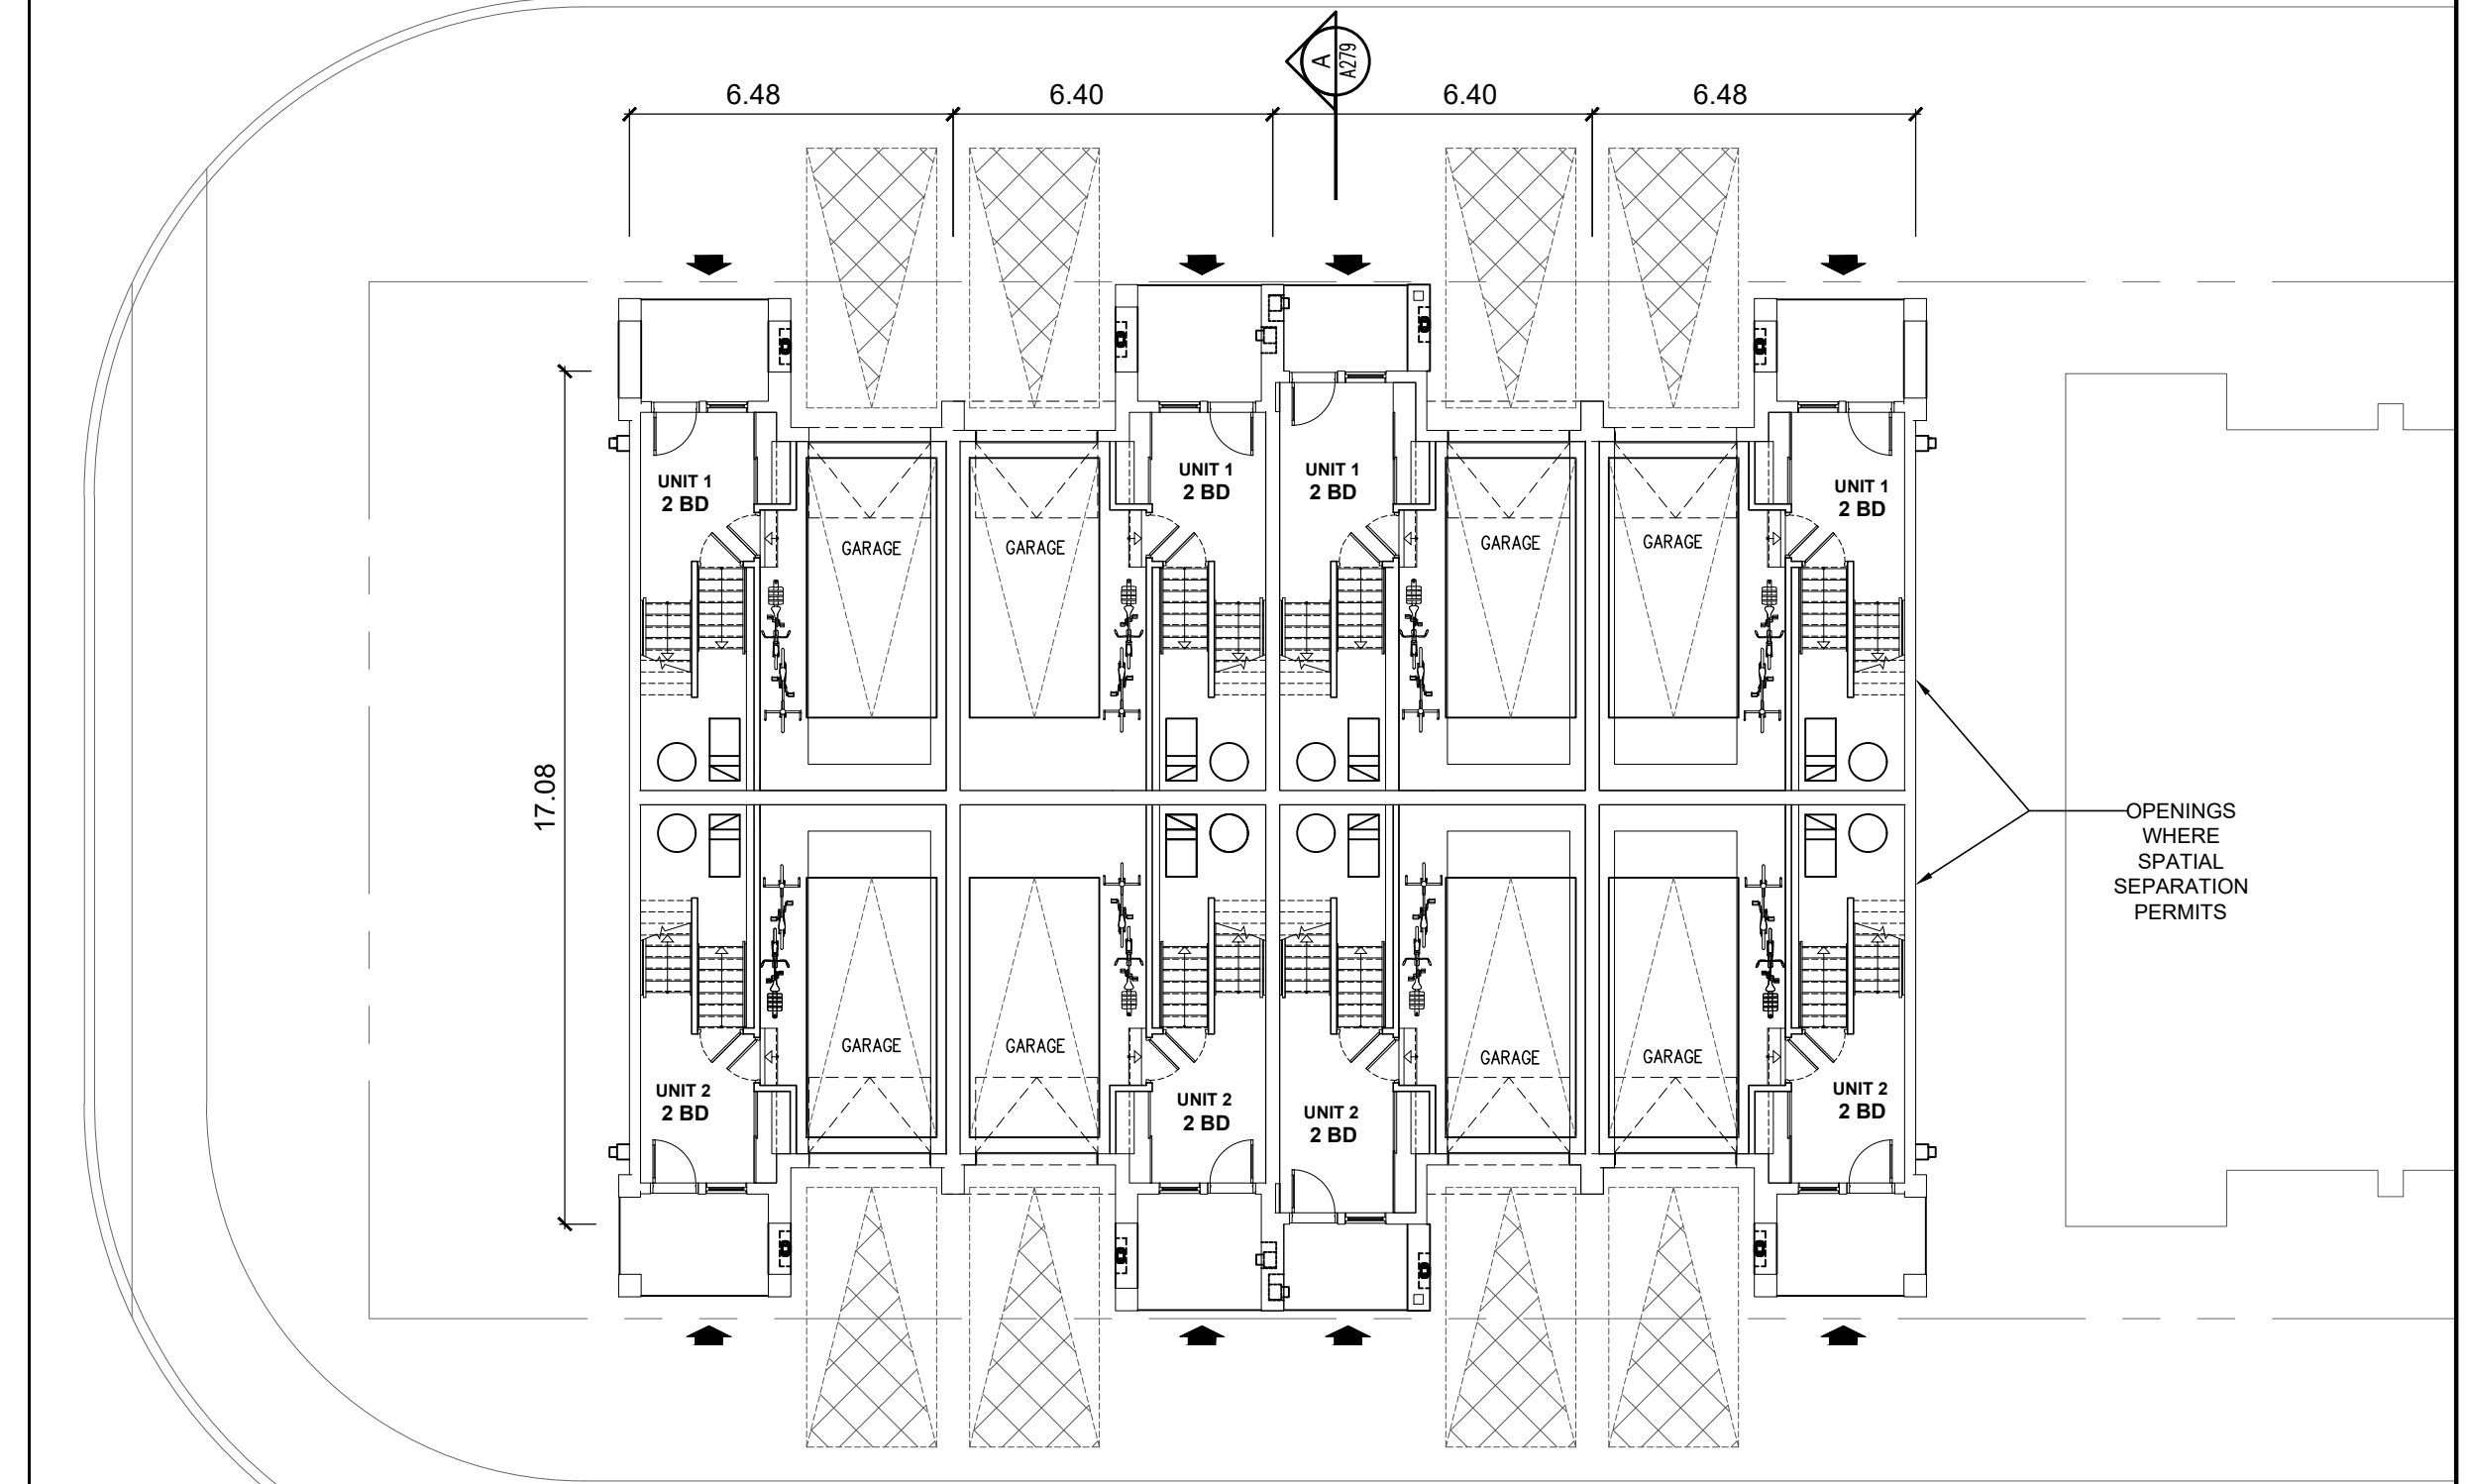 A
A279
6.48
6.40
6.40
6.48
UNIT 1
2 BD
UNIT 1
2 BD
UNIT 1
2 BD
UNIT 1
2 BD
GARAGE
GARAGE
GARAGE
GARAGE
17.08
OPENINGS
WHERE
SPATIAL
SEPARATION
PERMITS
GARAGE
GARAGE
GARAGE
GARAGE
UNIT 2
2 BD
UNIT 2
2 BD
UNIT 2
2 BD
UNIT 2
2 BD